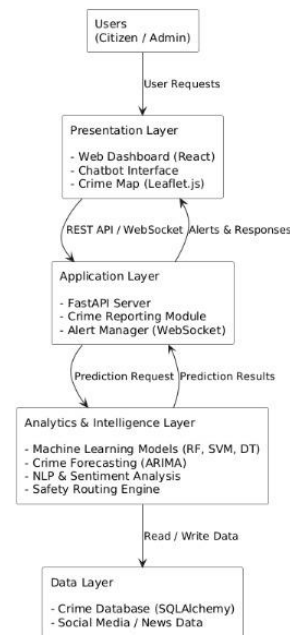 Users
(Citizen / Admin)
User Requests
Presentation Layer
- Web Dashboard (React)
- Chatbot Interface
- Crime Map (Leaflet.js)
REST API / WebSocket
Alerts & Responses
Application Layer
- FastAPI Server
- Crime Reporting Module
- Alert Manager (WebSocket)
Prediction Request
Prediction Results
Analytics & Intelligence Layer
- Machine Learning Models (RF, SVM, DT)
- Crime Forecasting (ARIMA)
- NLP & Sentiment Analysis
- Safety Routing Engine
Read / Write Data
Data Layer
- Crime Database (SQLAlchemy)
- Social Media / News Data